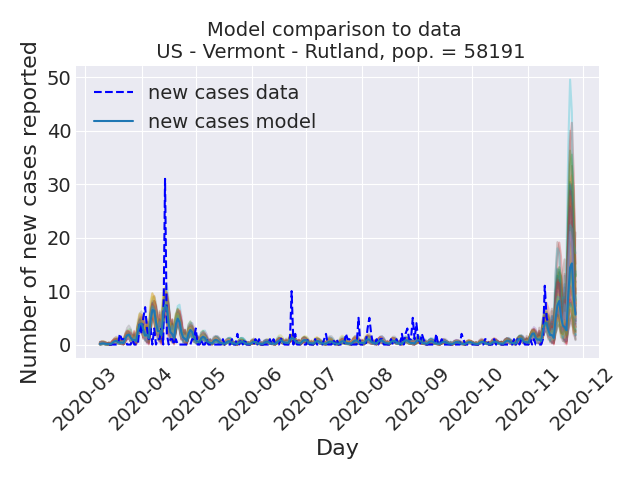 Model comparison to data
US - Vermont - Rutland, pop. = 58191
Number of new cases reported
50
40
30
20
10
0
new cases data
new cases model
2020-03
2020-04
2020-05
2020-06
2020-07
2020-08
2020-09
2020-10
2020-11
2020-12
Day